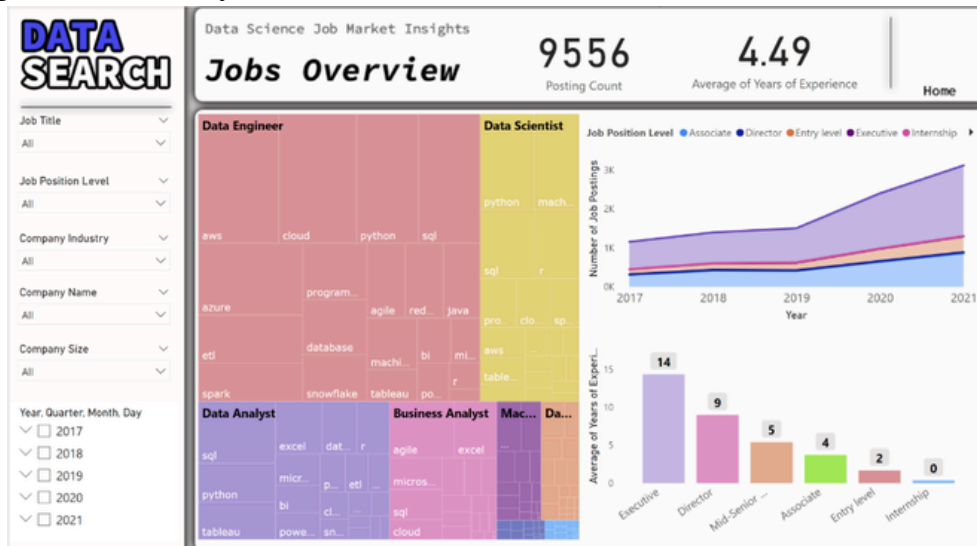 DATA
SEARCH
Job Title
All
Job Position Level
All
Company Industry
All
Company Name
All
Company Size
All
Year, Quarter, Month, Day
2017
2018
2019
2020
2021
Data Science Job Market Insights
Jobs Overview
9556
Posting Count
4.49
Average of Years of Experience
Home
Data Engineer
aws
cloud
python
sql
azure
program...
agile
red...
java
etl
database
machi...
bi
mi...
r
spark
snowflake
tableau
po...
Data Scientist
python
mach...
sql
r
pro...
clo...
sp...
aws
table...
Data Analyst
sql
excel
dat...
r
python
micr...
p...
etl
...
bi
cl...
...
tableau
powe...
sn...
Business Analyst
agile
excel
micros...
sql
cloud
Mac...
...
Da...
Job Position Level Associate Director Entry level Executive Internship
Number of Job Postings
3K
2K
1K
0K
2017 2018 2019 2020 2021
Year
Average of Years of Experi...
15
10
5
0
14
9
5
4
2
0
Executive
Director
Mid-Senior ...
Associate
Entry level
Internship